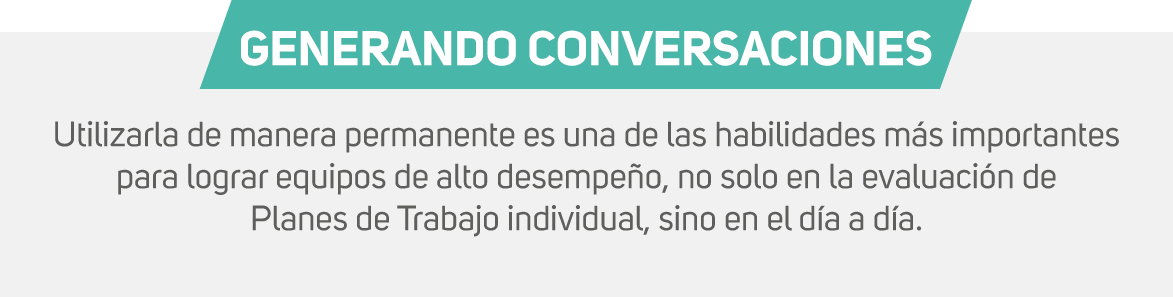 GENERANDO CONVERSACIONES
Utilizarla de manera permanente es una de las habilidades más importantes
para lograr equipos de alto desempeño, no solo en la evaluación de
Planes de Trabajo individual, sino en el día a día.